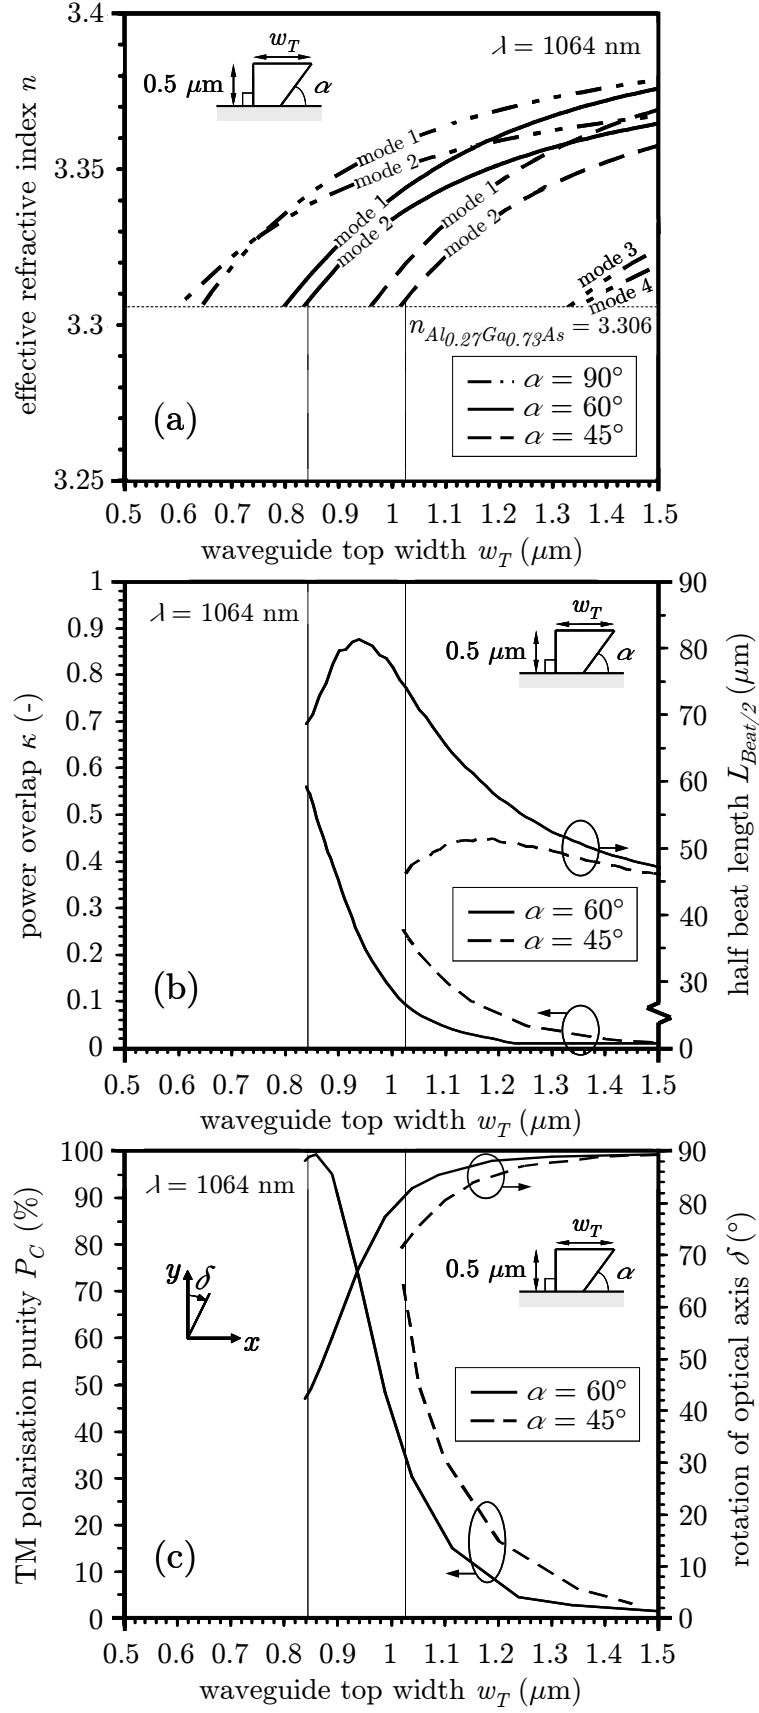 3.4
3.35
3.3
3.25
effective refractive index n
w_T
0.5 μm
α
λ = 1064 nm
mode 1
mode 2
mode 1
mode 2
mode 1
mode 2
mode 3
mode 4
n_{Al_{0.27}Ga_{0.73}As} = 3.306
α = 90°
α = 60°
α = 45°
(a)
0.5 0.6 0.7 0.8 0.9 1 1.1 1.2 1.3 1.4 1.5
waveguide top width w_T (μm)
1
0.9
0.8
0.7
0.6
0.5
0.4
0.3
0.2
0.1
0
power overlap κ (-)
λ = 1064 nm
w_T
0.5 μm
α
α = 60°
α = 45°
(b)
90
80
70
60
50
40
30
0
half beat length L_{Beat/2} (μm)
0.5 0.6 0.7 0.8 0.9 1 1.1 1.2 1.3 1.4 1.5
waveguide top width w_T (μm)
100
90
80
70
60
50
40
30
20
10
0
TM polarisation purity P_C (%)
λ = 1064 nm
y
δ
x
w_T
0.5 μm
α
α = 60°
α = 45°
(c)
90
80
70
60
50
40
30
20
10
0
rotation of optical axis δ (°)
0.5 0.6 0.7 0.8 0.9 1 1.1 1.2 1.3 1.4 1.5
waveguide top width w_T (μm)